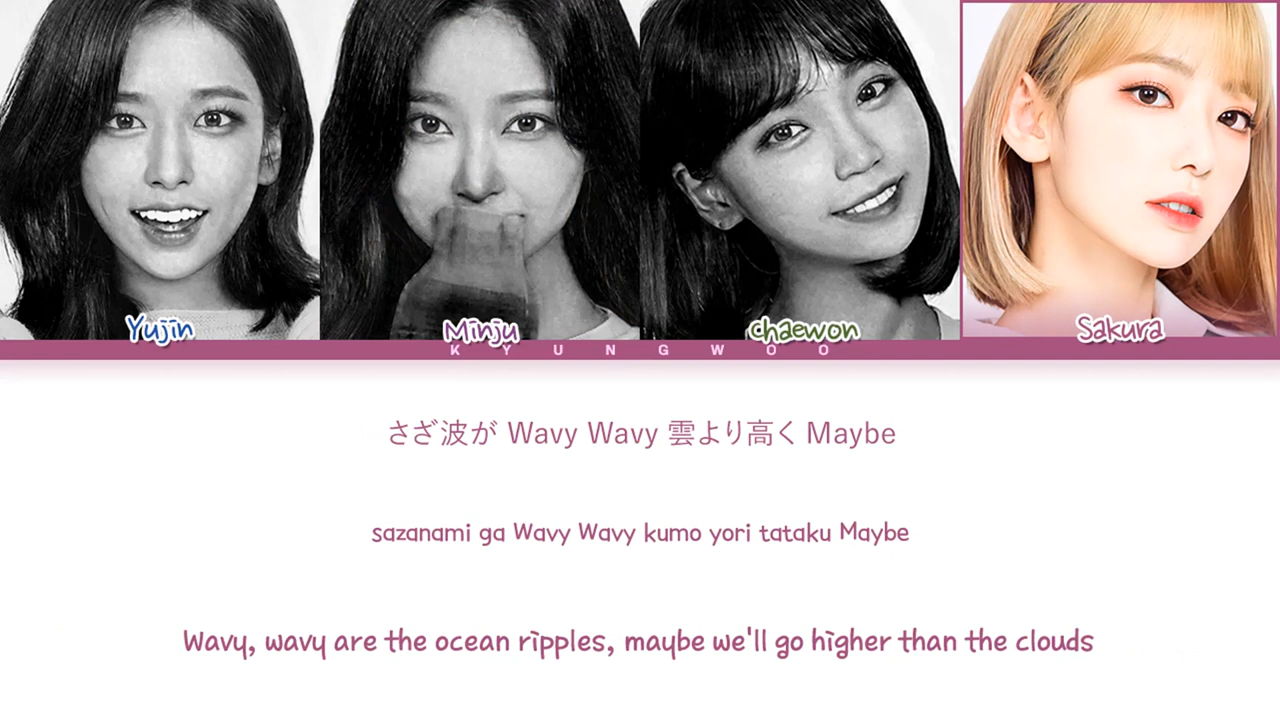 Yujin Minju chaewon Sakura
KYUNGWOO
さざ波が Wavy Wavy 雲より高く Maybe
sazanami ga Wavy Wavy kumo yori tataku Maybe
Wavy, wavy are the ocean ripples, maybe we'll go higher than the clouds